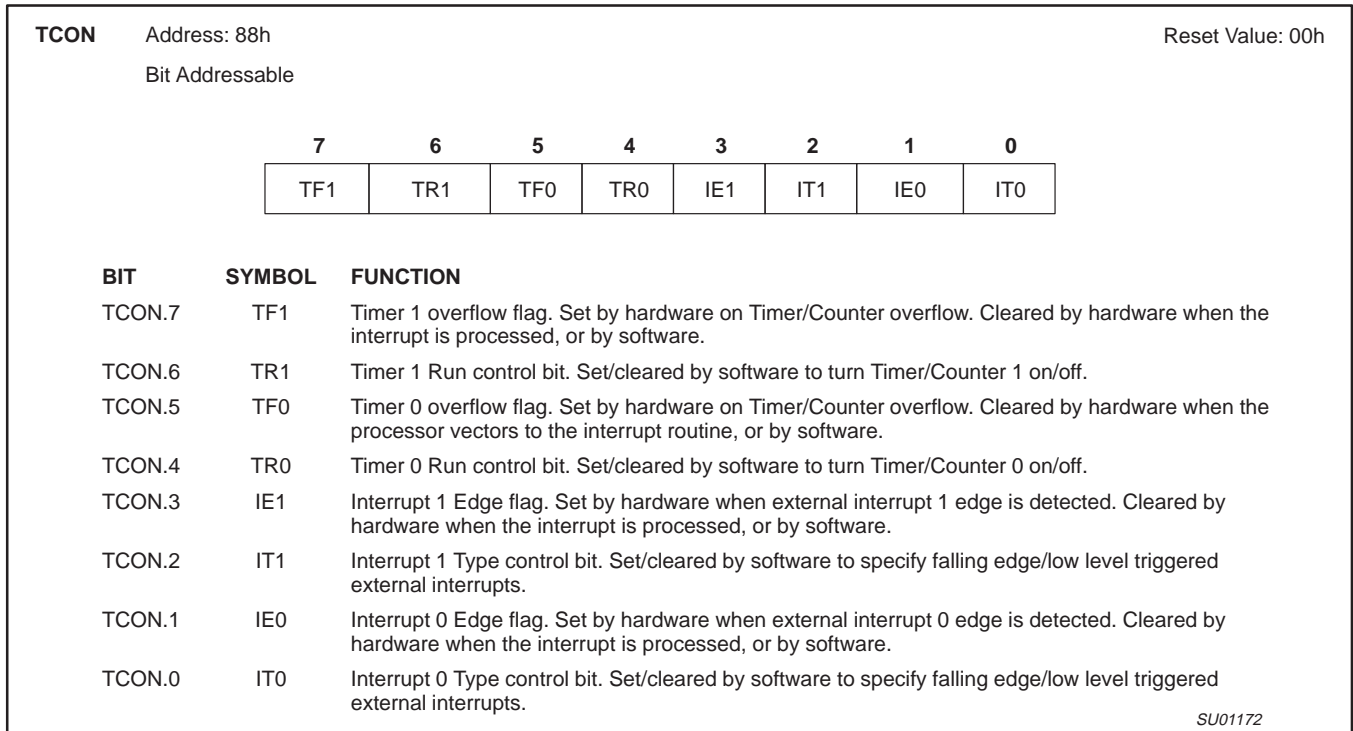 TCON Address: 88h Reset Value: 00h
Bit Addressable
7 6 5 4 3 2 1 0
TF1 TR1 TF0 TR0 IE1 IT1 IE0 IT0
BIT SYMBOL FUNCTION
TCON.7 TF1 Timer 1 overflow flag. Set by hardware on Timer/Counter overflow. Cleared by hardware when the
interrupt is processed, or by software.
TCON.6 TR1 Timer 1 Run control bit. Set/cleared by software to turn Timer/Counter 1 on/off.
TCON.5 TF0 Timer 0 overflow flag. Set by hardware on Timer/Counter overflow. Cleared by hardware when the
processor vectors to the interrupt routine, or by software.
TCON.4 TR0 Timer 0 Run control bit. Set/cleared by software to turn Timer/Counter 0 on/off.
TCON.3 IE1 Interrupt 1 Edge flag. Set by hardware when external interrupt 1 edge is detected. Cleared by
hardware when the interrupt is processed, or by software.
TCON.2 IT1 Interrupt 1 Type control bit. Set/cleared by software to specify falling edge/low level triggered
external interrupts.
TCON.1 IE0 Interrupt 0 Edge flag. Set by hardware when external interrupt 0 edge is detected. Cleared by
hardware when the interrupt is processed, or by software.
TCON.0 IT0 Interrupt 0 Type control bit. Set/cleared by software to specify falling edge/low level triggered
external interrupts.
SU01172